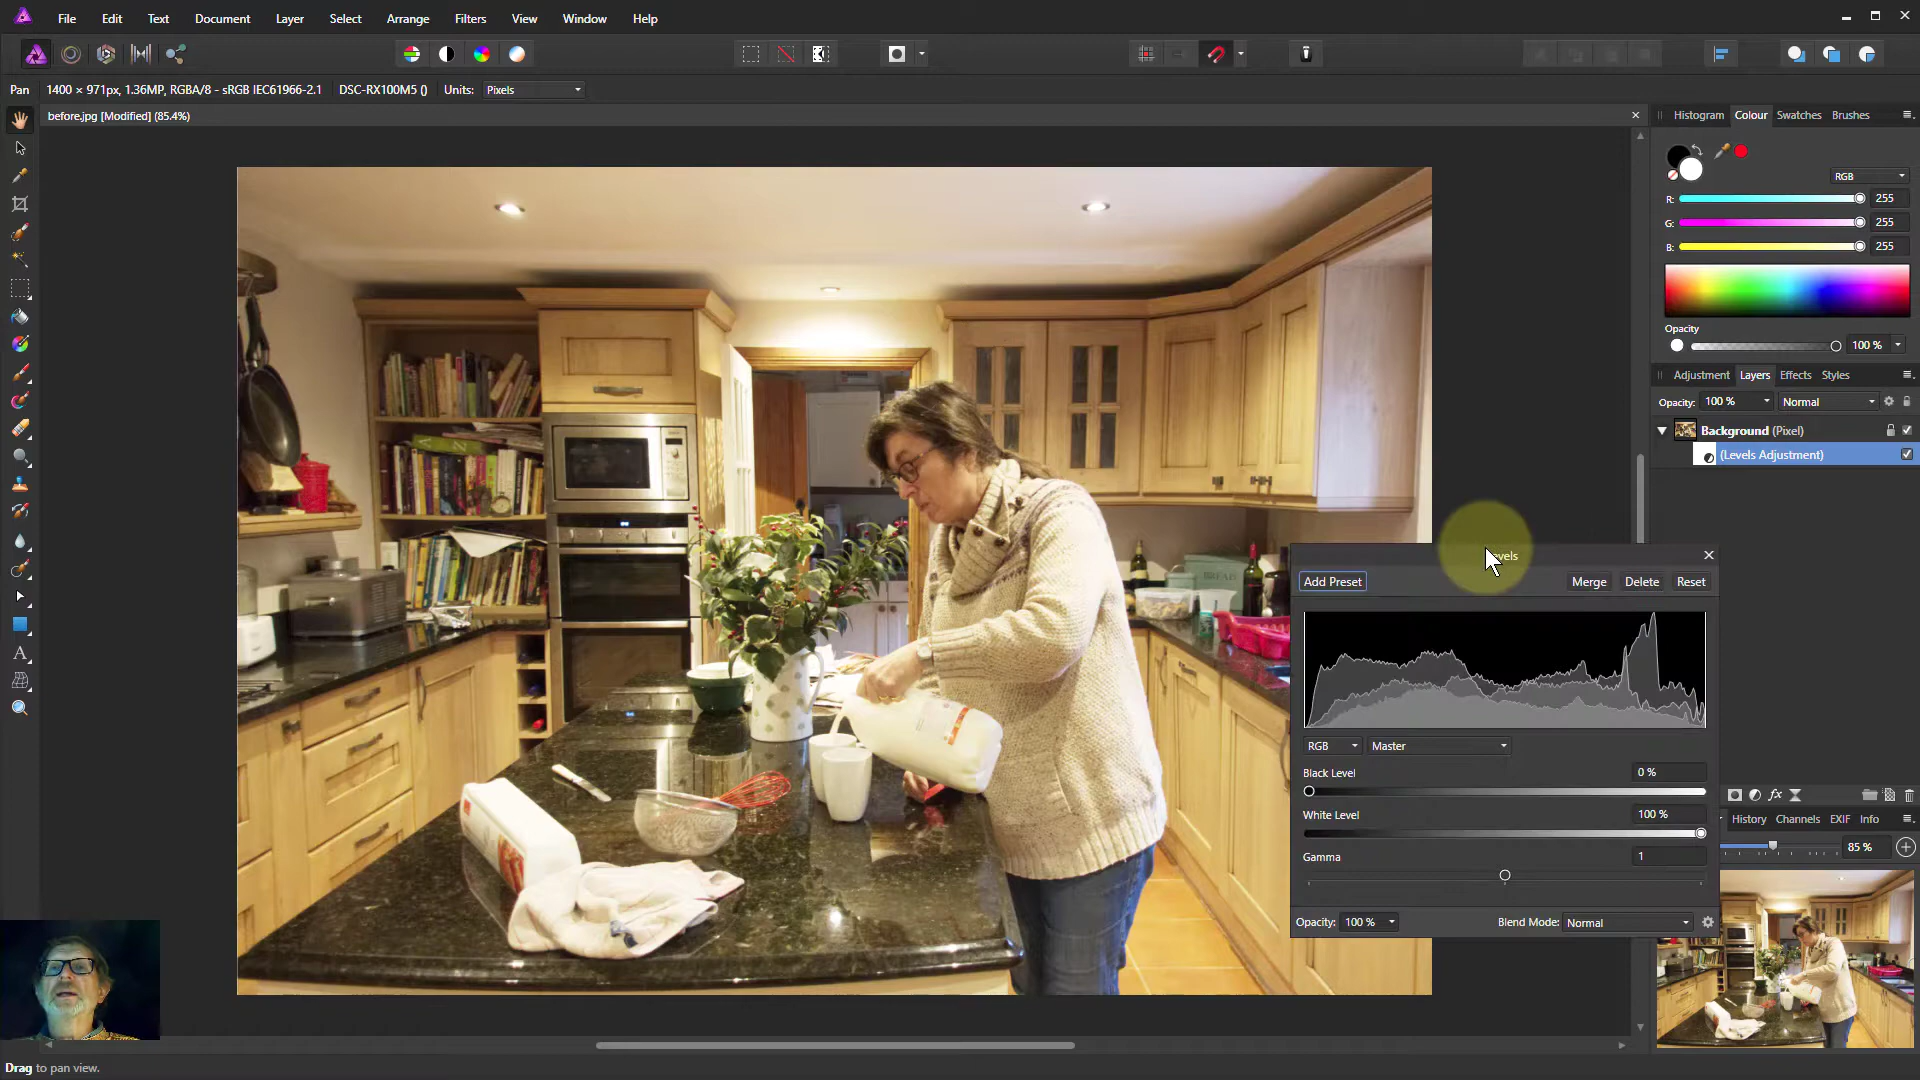 File Edit Text Document Layer Select Arrange Filters View Window Help
Pan 1400 × 971px, 1.36MP, RGBA/8 - sRGB IEC61966-2.1 DSC-RX100M5 () Units: Pixels
before.jpg [Modified] (85.4%)
Histogram Colour Swatches Brushes
RGB
R: 255
G: 255
B: 255
Opacity
100 %
Adjustment Layers Effects Styles
Opacity: 100 % Normal
Background (Pixel)
(Levels Adjustment)
Add Preset Merge Delete Reset
RGB Master
Black Level 0 %
White Level 100 %
Gamma 1
Opacity: 100 % Blend Mode: Normal
History Channels EXIF Info
85 %
Drag to pan view.